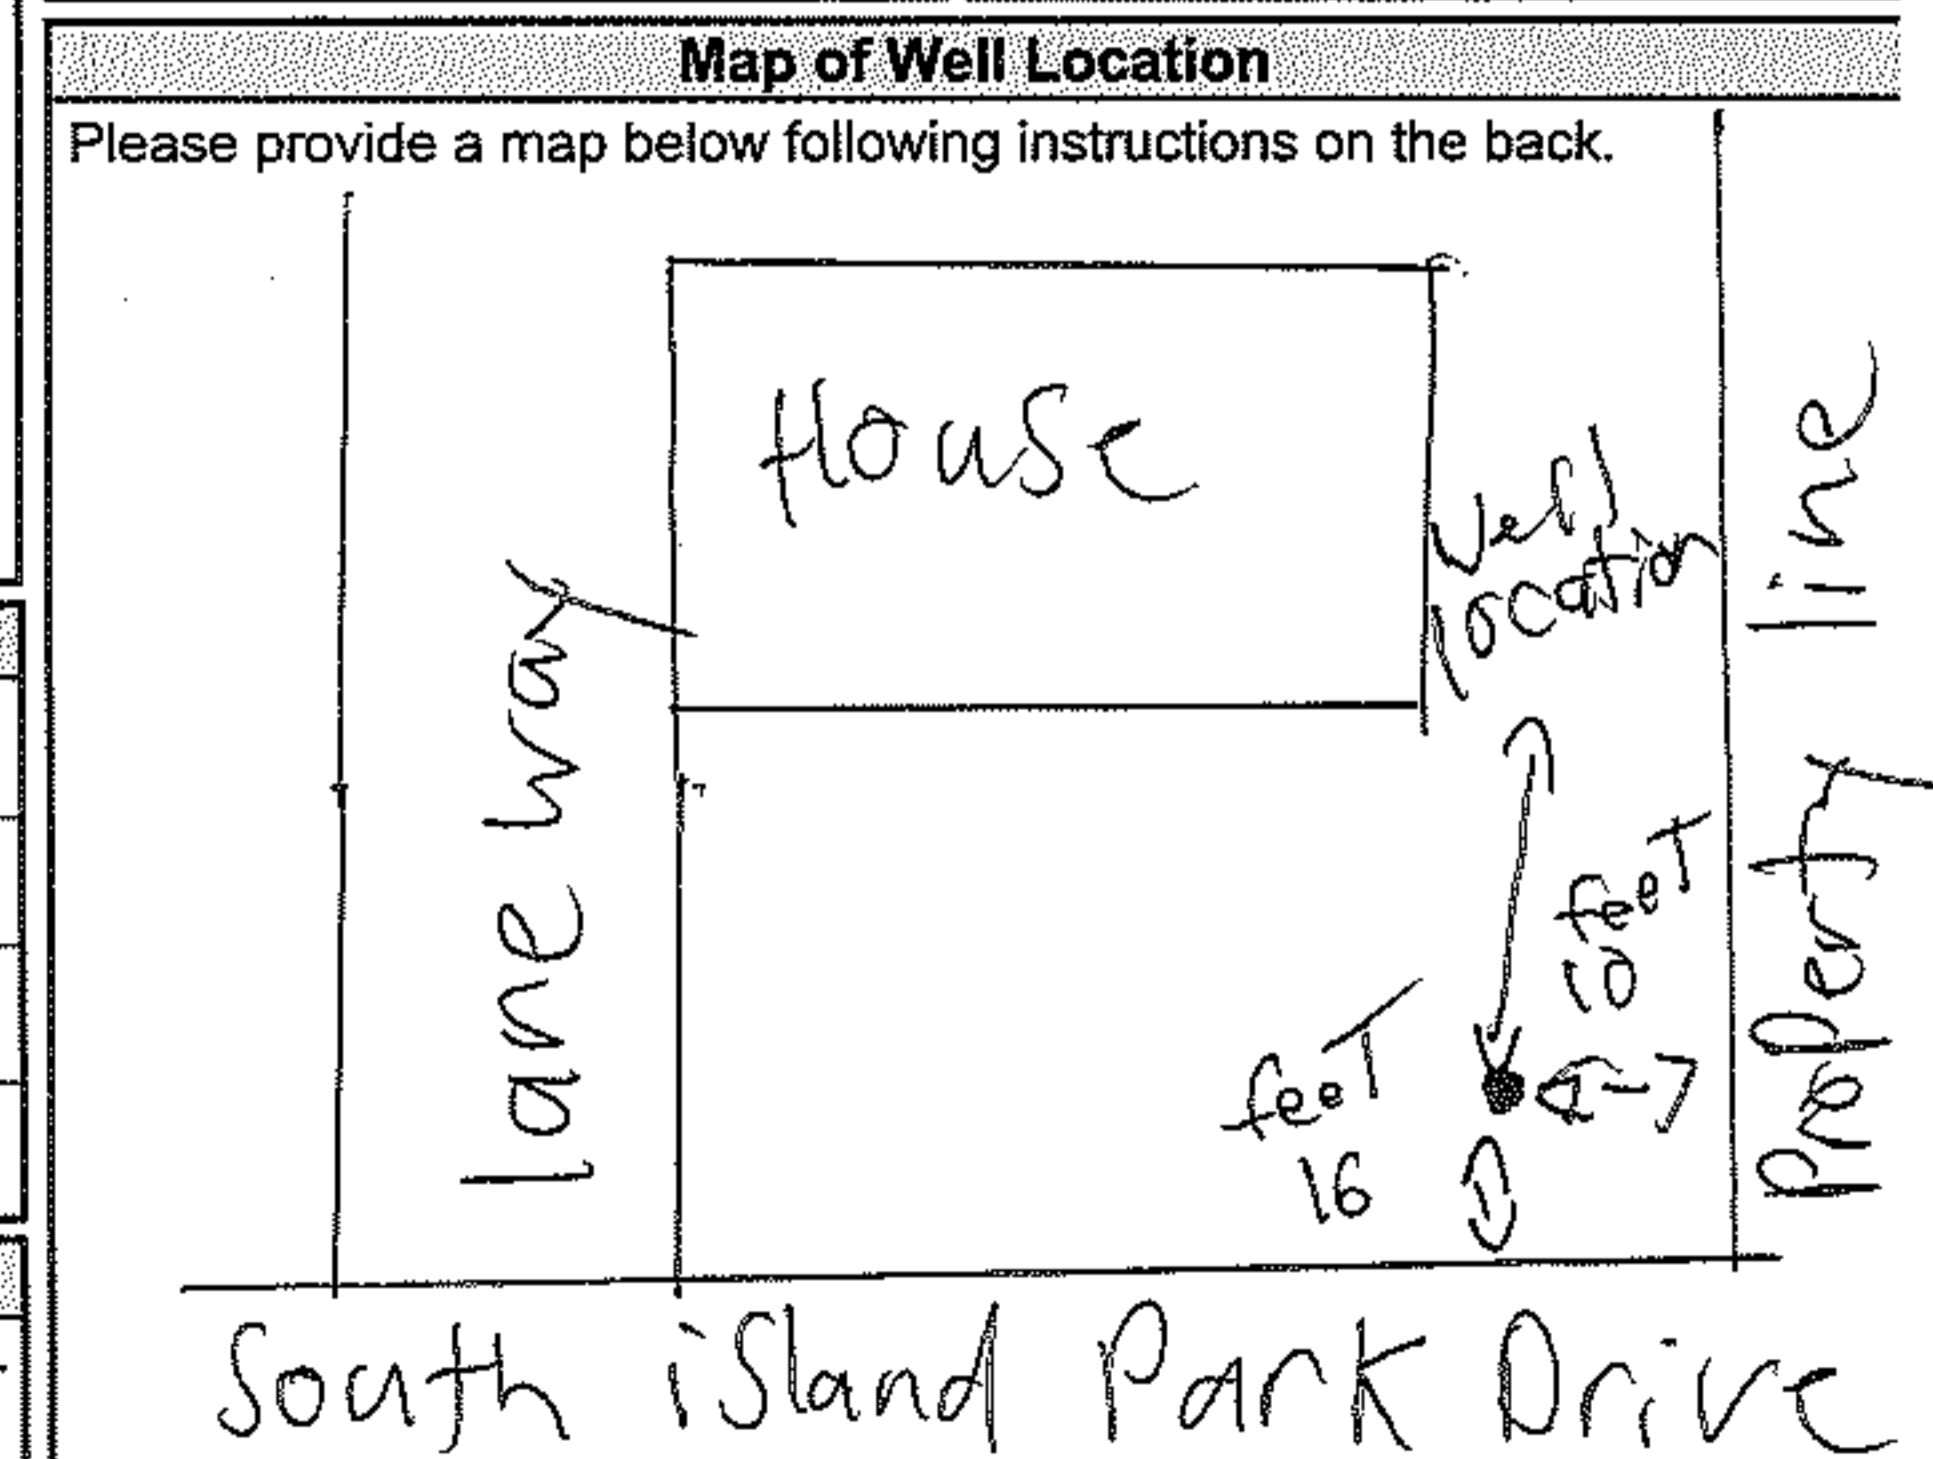 Map of Well Location
Please provide a map below following instructions on the back.
House
Well
location
lane way
Property line
10 feet
feet
16
South island Park Drive